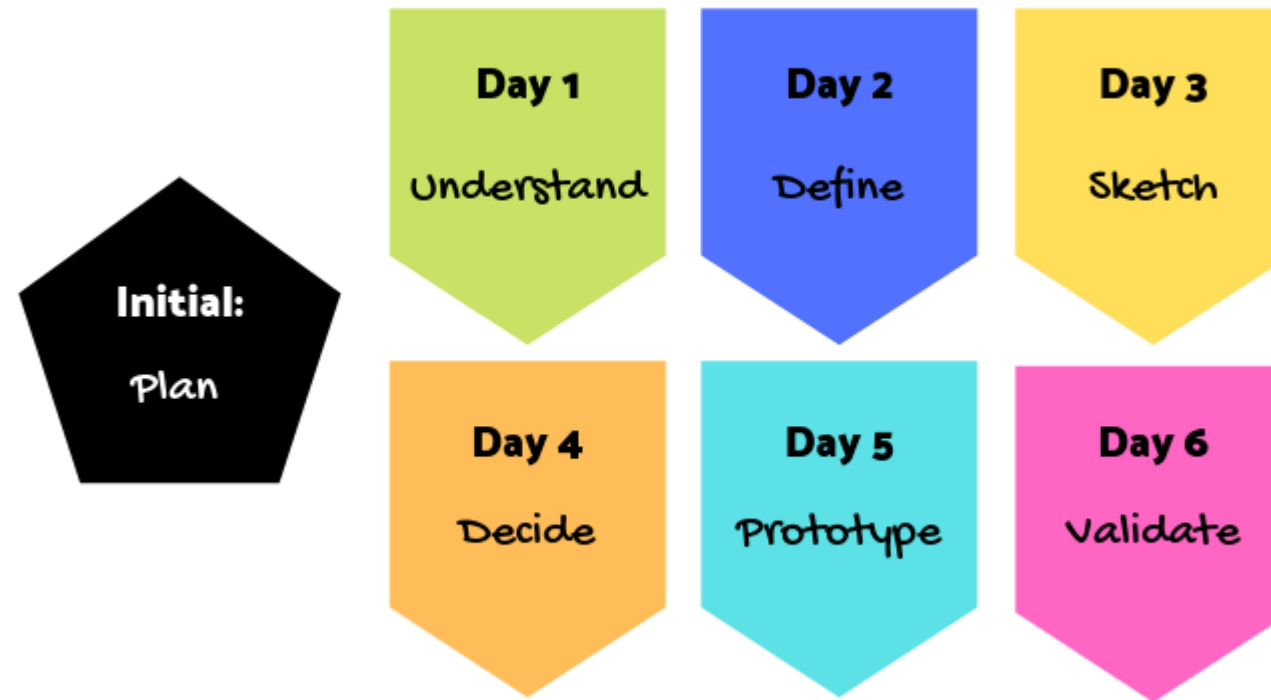 Initial:
Plan
Day 1
Understand
Day 2
Define
Day 3
Sketch
Day 4
Decide
Day 5
Prototype
Day 6
Validate